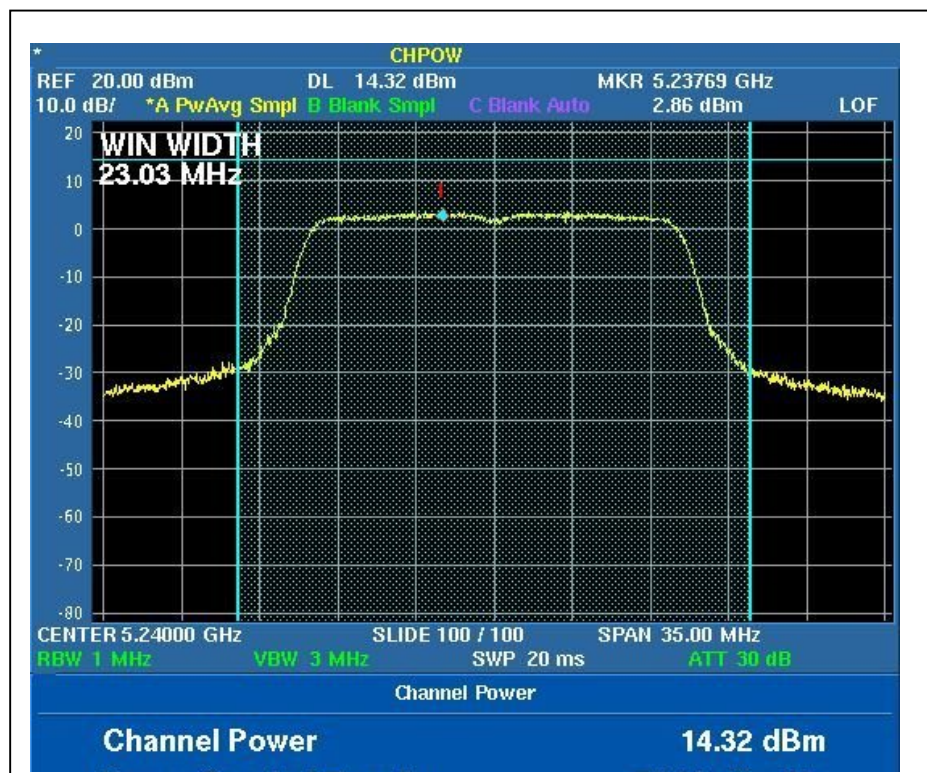 *
CHPOW
REF 20.00 dBm DL 14.32 dBm MKR 5.23769 GHz
10.0 dB/ *A PwAvg Smpl B Blank Smpl C Blank Auto 2.86 dBm LOF
20
WIN WIDTH
23.03 MHz
10
0
-10
-20
-30
-40
-50
-60
-70
-80
CENTER 5.24000 GHz SLIDE 100 / 100 SPAN 35.00 MHz
RBW 1 MHz VBW 3 MHz SWP 20 ms ATT 30 dB
Channel Power
Channel Power 14.32 dBm